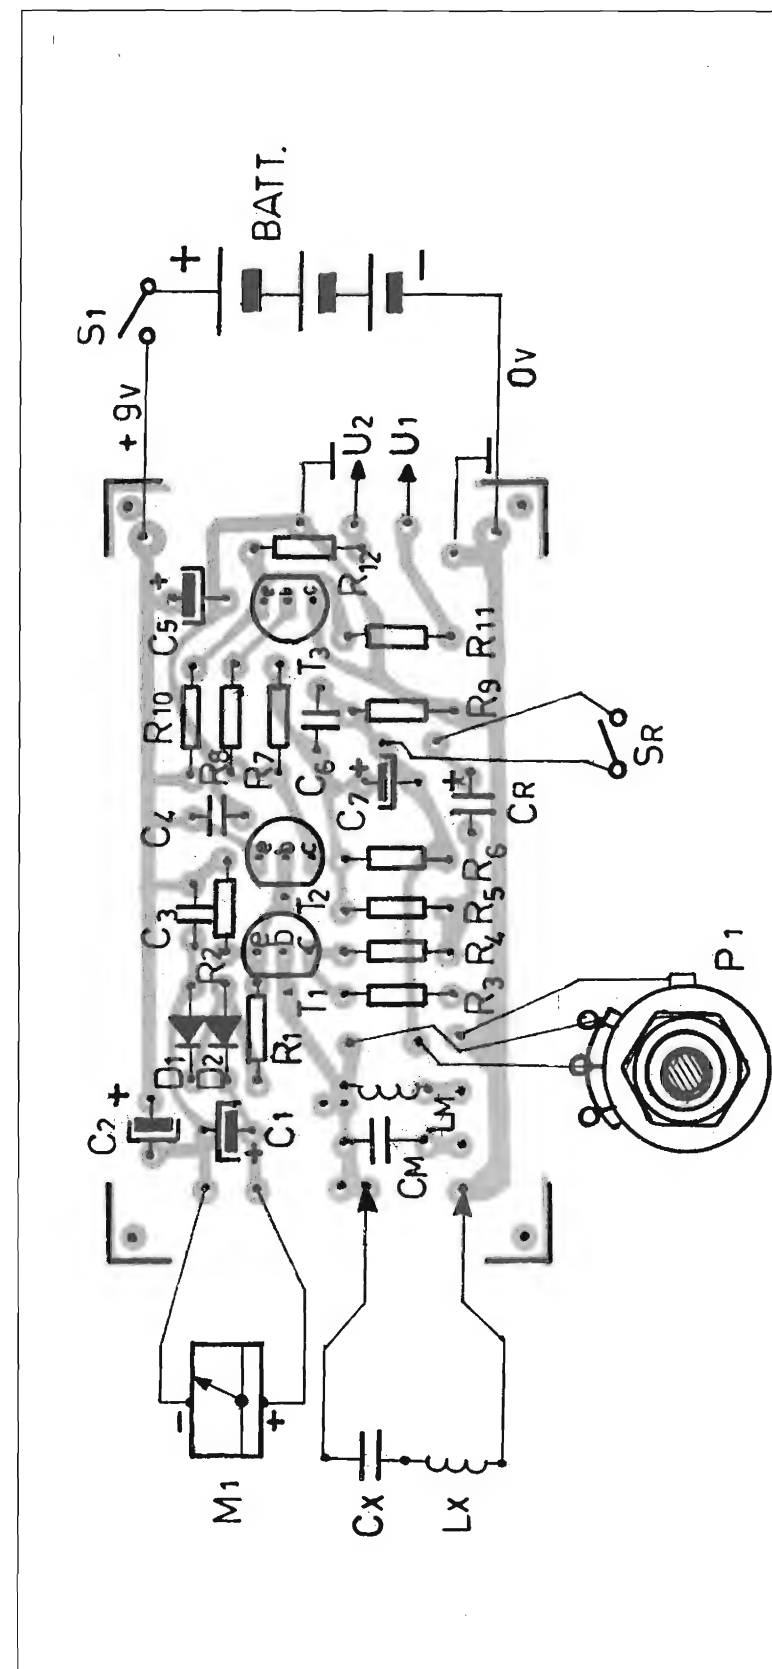 S1
+
BATT.
-
+9V
0V
U2
U1
C5
+
e
b
c
R12
T3
R11
R10
R8
R7
C6
R9
SR
C4
C7
+
CR
+
e
b
c
T2
R6
C3
R2
e
b
c
T1
R5
R4
R3
P1
D1
D2
R1
C2
+
C1
+
LM
CM
M1
-
+
CX
LX